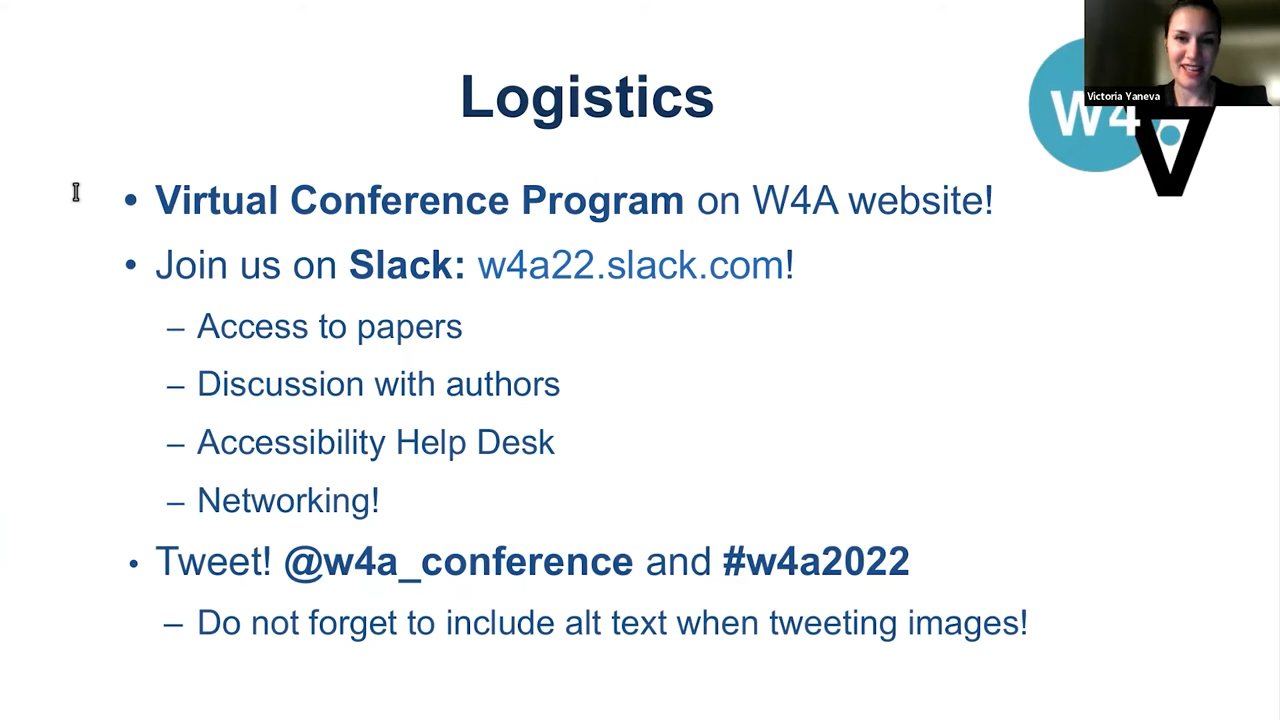 Logistics
Victoria Yaneva
W4
• Virtual Conference Program on W4A website!
• Join us on Slack: w4a22.slack.com!
– Access to papers
– Discussion with authors
– Accessibility Help Desk
– Networking!
• Tweet! @w4a_conference and #w4a2022
– Do not forget to include alt text when tweeting images!